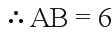 ∴ AB = 6